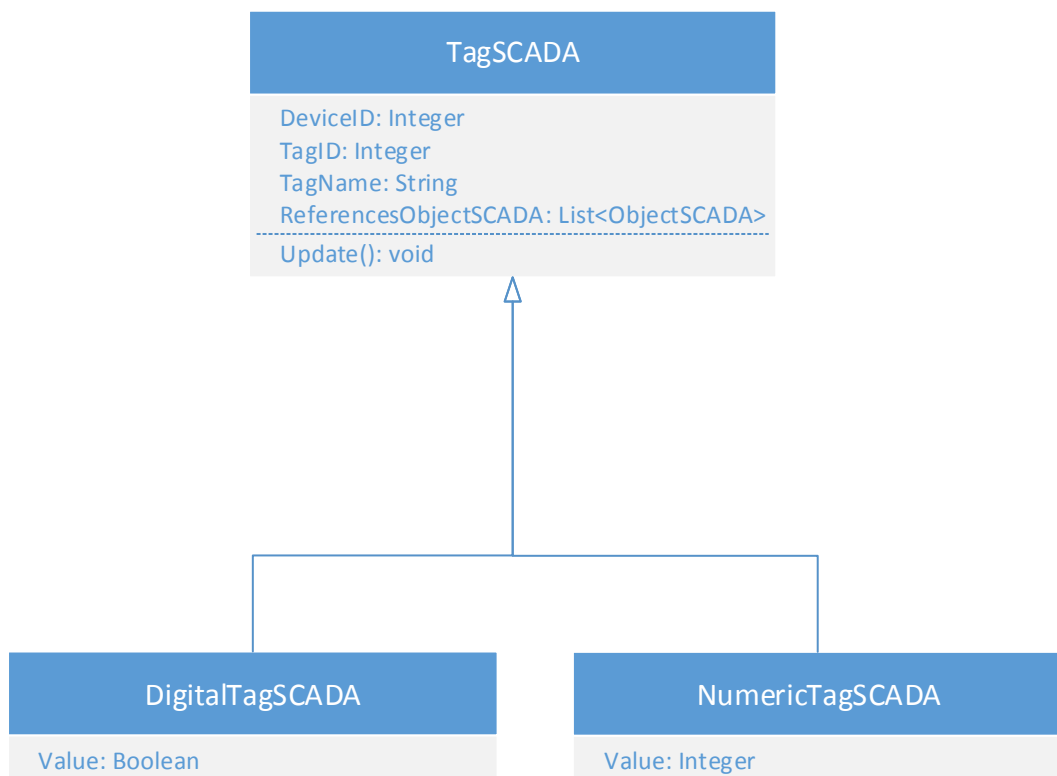 TagSCADA
DeviceID: Integer
TagID: Integer
TagName: String
ReferencesObjectSCADA: List<ObjectSCADA>
Update(): void
DigitalTagSCADA
Value: Boolean
NumericTagSCADA
Value: Integer